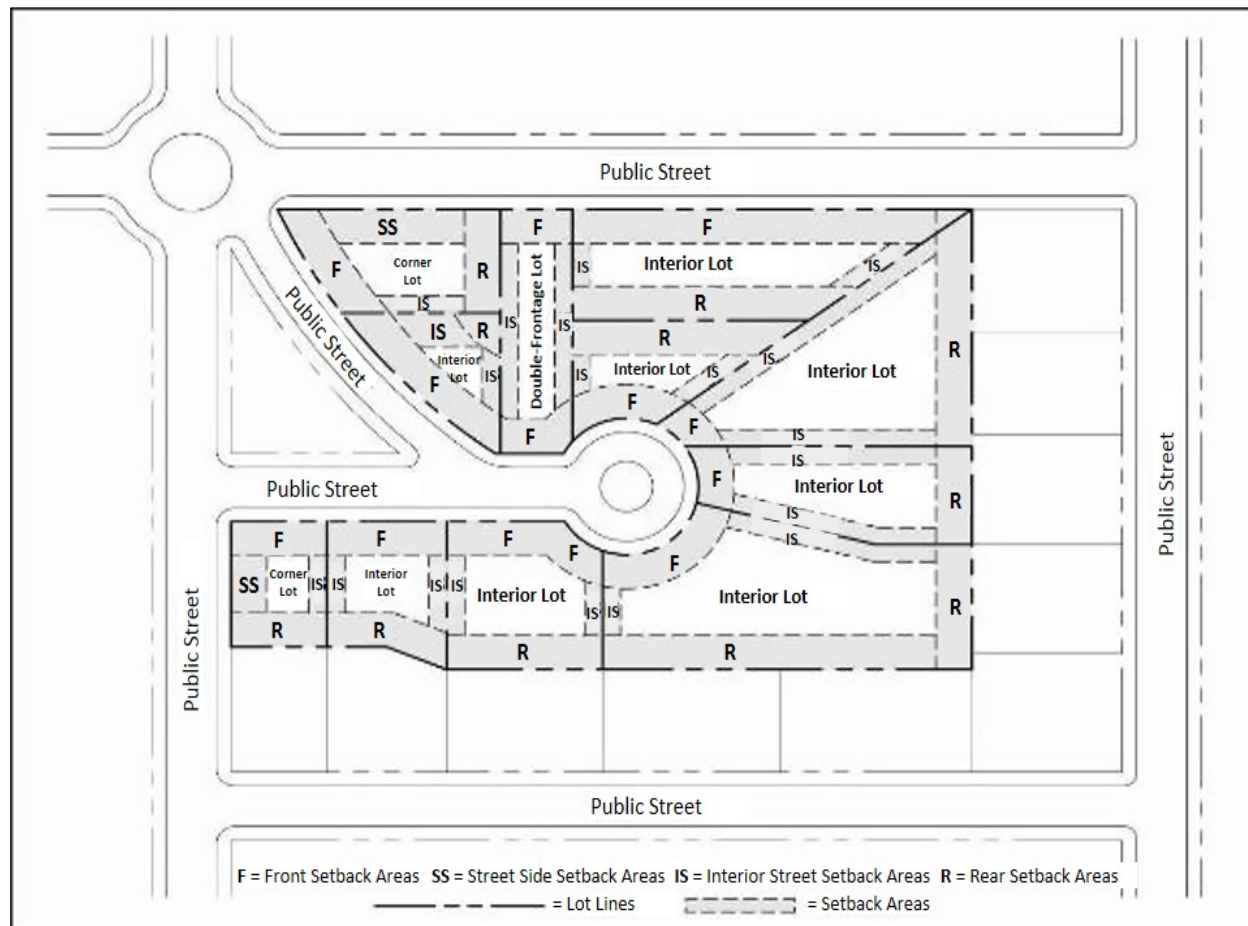 Public Street
SS
F
F
F
Corner
Lot
R
IS
Interior Lot
IS
Public Street
IS
R
IS
R
IS
Double-Frontage Lot
IS
R
Interior
Lot
IS
F
IS
Interior Lot
IS
IS
Interior Lot
R
F
F
F
IS
IS
Public Street
F
Interior Lot
R
IS
IS
F
F
F
F
F
SS
Corner
Lot
IS
IS
Interior
Lot
IS
IS
Interior Lot
IS
IS
Interior Lot
R
R
R
R
R
Public Street
Public Street
Public Street
F = Front Setback Areas SS = Street Side Setback Areas IS = Interior Street Setback Areas R = Rear Setback Areas
= Lot Lines = Setback Areas